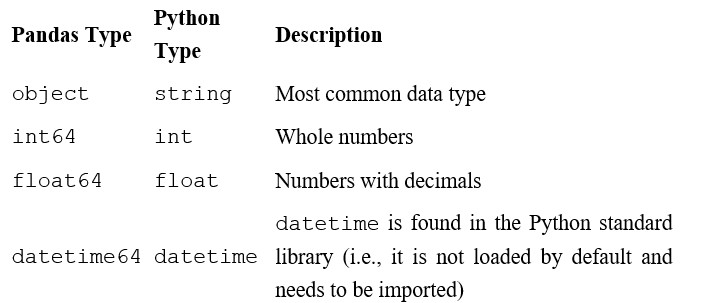 Pandas Type Python Type Description
object string Most common data type
int64 int Whole numbers
float64 float Numbers with decimals
datetime64 datetime datetime is found in the Python standard
library (i.e., it is not loaded by default and
needs to be imported)